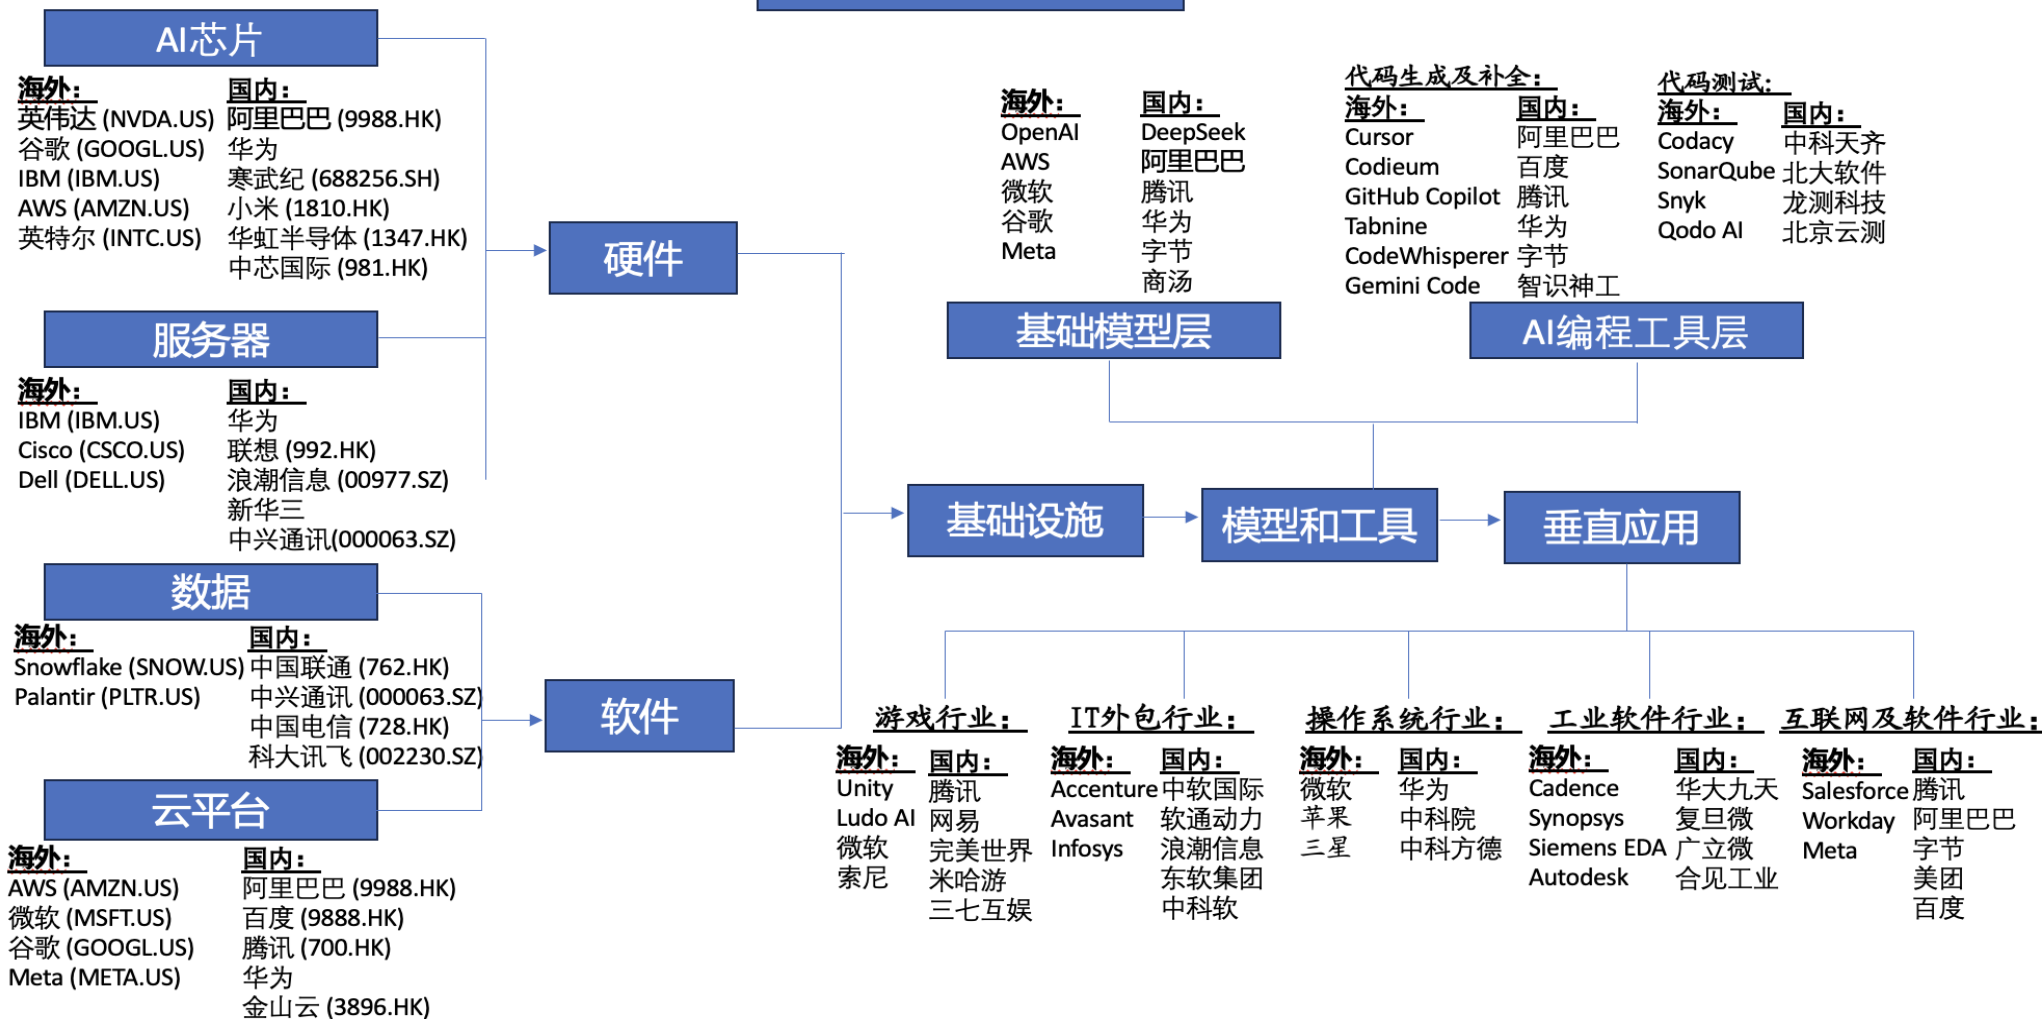 AI芯片
海外：
英伟达 (NVDA.US)
谷歌 (GOOGL.US)
IBM (IBM.US)
AWS (AMZN.US)
英特尔 (INTC.US)
国内：
阿里巴巴 (9988.HK)
华为
寒武纪 (688256.SH)
小米 (1810.HK)
华虹半导体 (1347.HK)
中芯国际 (981.HK)
服务器
海外：
IBM (IBM.US)
Cisco (CSCO.US)
Dell (DELL.US)
国内：
华为
联想 (992.HK)
浪潮信息 (00977.SZ)
新华三
中兴通讯(000063.SZ)
数据
海外：
Snowflake (SNOW.US)
Palantir (PLTR.US)
国内：
中国联通 (762.HK)
中兴通讯 (000063.SZ)
中国电信 (728.HK)
科大讯飞 (002230.SZ)
云平台
海外：
AWS (AMZN.US)
微软 (MSFT.US)
谷歌 (GOOGL.US)
Meta (META.US)
国内：
阿里巴巴 (9988.HK)
百度 (9888.HK)
腾讯 (700.HK)
华为
金山云 (3896.HK)
硬件
软件
基础设施
模型和工具
垂直应用
海外：
OpenAI
AWS
微软
谷歌
Meta
国内：
DeepSeek
阿里巴巴
腾讯
华为
字节
商汤
基础模型层
代码生成及补全：
海外：
Cursor
Codieum
GitHub Copilot
Tabnine
CodeWhisperer
Gemini Code
国内：
阿里巴巴
百度
腾讯
华为
字节
智识神工
代码测试:
海外：
Codacy
SonarQube
Snyk
Qodo AI
国内：
中科天齐
北大软件
龙测科技
北京云测
AI编程工具层
游戏行业：
海外：
Unity
Ludo AI
微软
索尼
国内：
腾讯
网易
完美世界
米哈游
三七互娱
IT外包行业：
海外：
Accenture
Avasant
Infosys
国内：
中软国际
软通动力
浪潮信息
东软集团
中科软
操作系统行业：
海外：
微软
苹果
三星
国内：
华为
中科院
中科方德
工业软件行业：
海外：
Cadence
Synopsys
Siemens EDA
Autodesk
国内：
华大九天
复旦微
广立微
合见工业
互联网及软件行业：
海外：
Salesforce
Workday
Meta
国内：
腾讯
阿里巴巴
字节
美团
百度